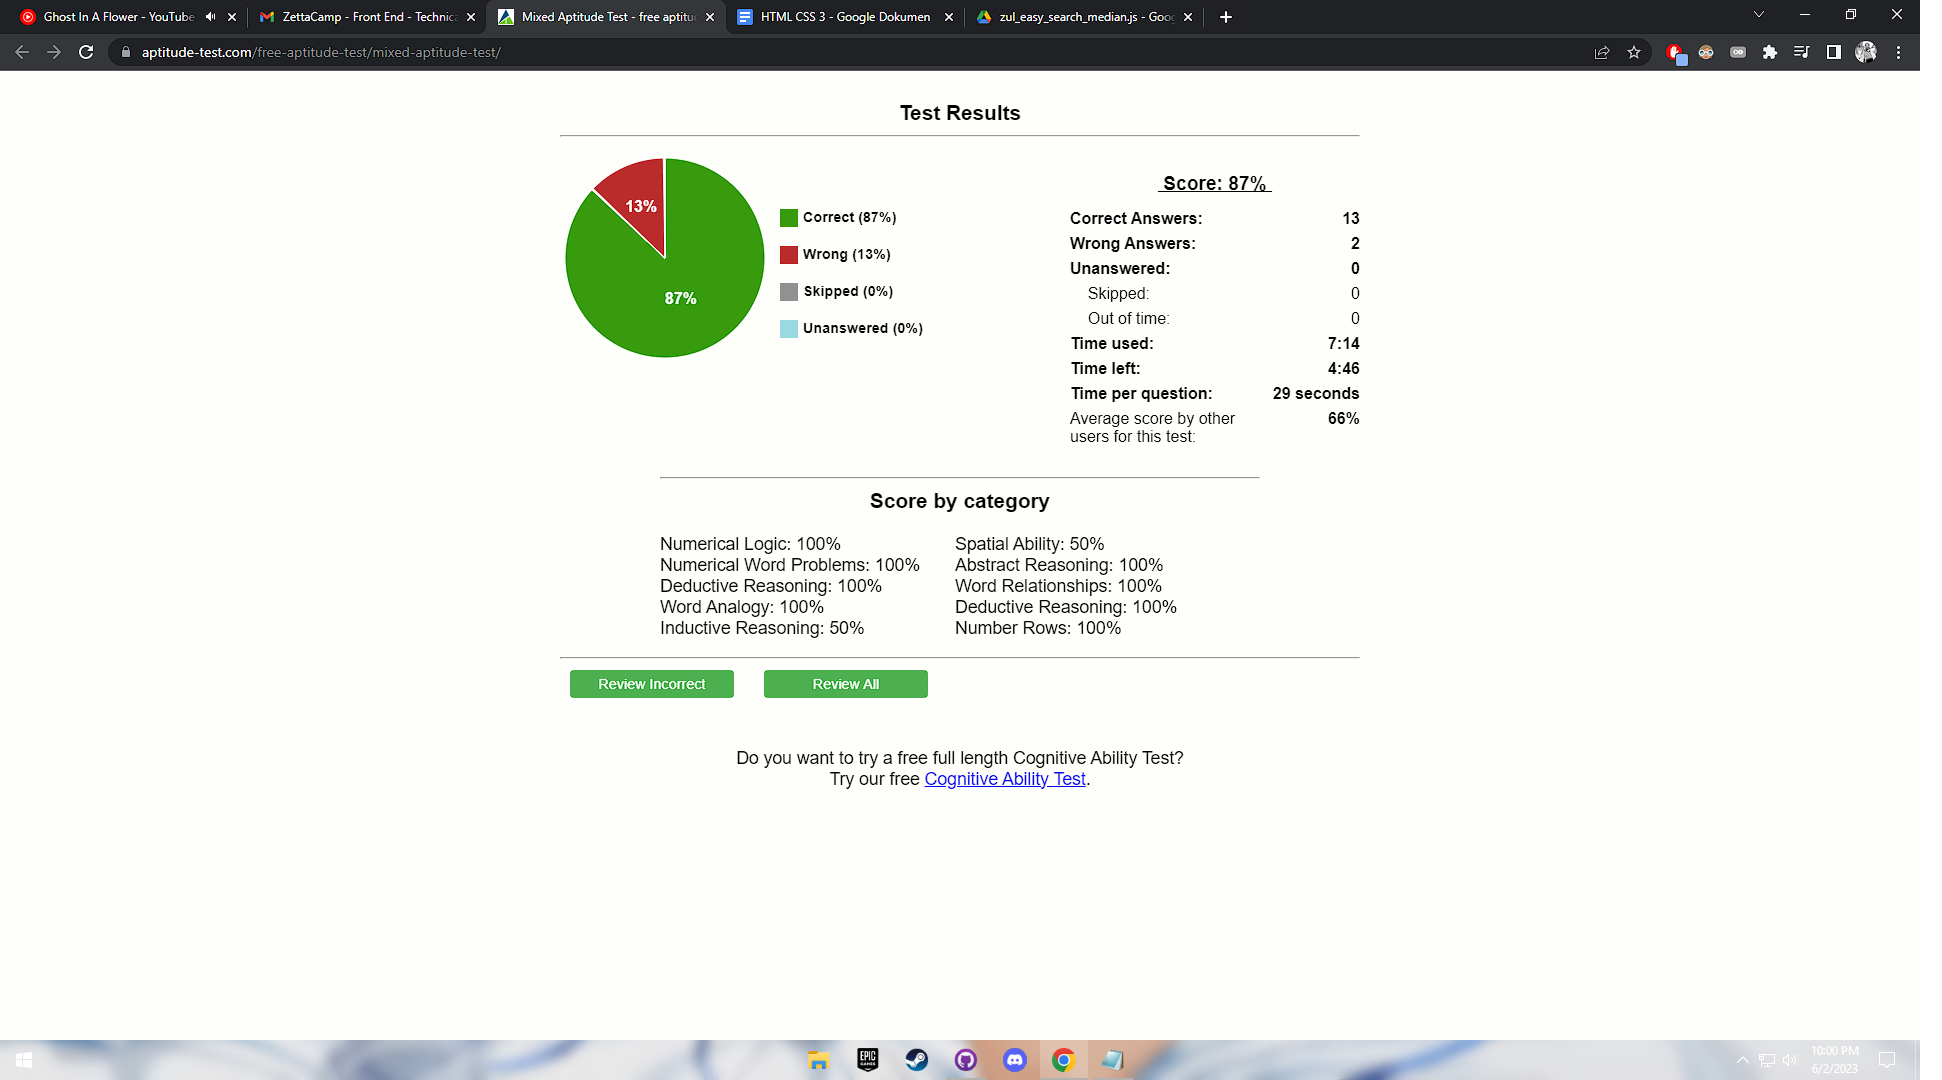 Ghost In A Flower - YouTube
ZettaCamp - Front End - Technica
Mixed Aptitude Test - free aptitud
HTML CSS 3 - Google Dokumen
zul_easy_search_median.js - Goog
aptitude-test.com/free-aptitude-test/mixed-aptitude-test/
Test Results
13%
87%
Correct (87%)
Wrong (13%)
Skipped (0%)
Unanswered (0%)
Score: 87%
Correct Answers: 13
Wrong Answers: 2
Unanswered: 0
Skipped: 0
Out of time: 0
Time used: 7:14
Time left: 4:46
Time per question: 29 seconds
Average score by other 66%
users for this test:
Score by category
Numerical Logic: 100%
Numerical Word Problems: 100%
Deductive Reasoning: 100%
Word Analogy: 100%
Inductive Reasoning: 50%
Spatial Ability: 50%
Abstract Reasoning: 100%
Word Relationships: 100%
Deductive Reasoning: 100%
Number Rows: 100%
Review Incorrect
Review All
Do you want to try a free full length Cognitive Ability Test?
Try our free Cognitive Ability Test.
EPIC
GAMES
10:00 PM
6/2/2023